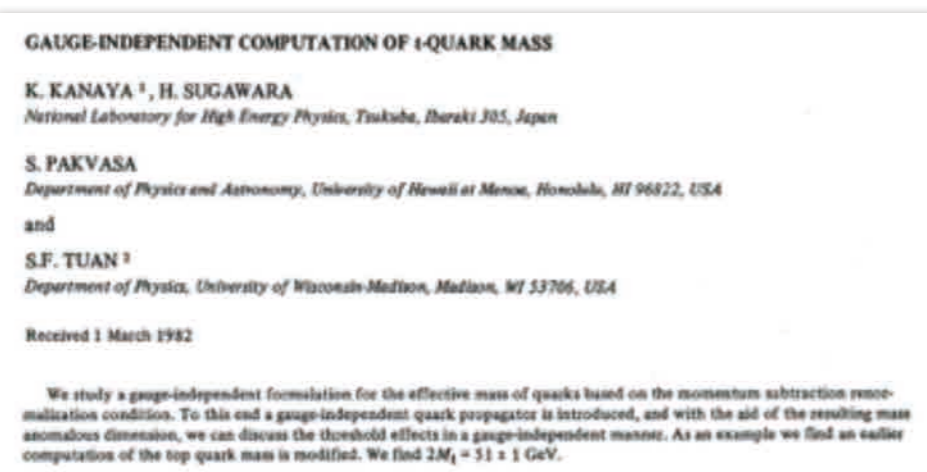 GAUGE-INDEPENDENT COMPUTATION OF t-QUARK MASS
K. KANAYA ¹, H. SUGAWARA
National Laboratory for High Energy Physics, Tsukuba, Ibaraki 305, Japan
S. PAKVASA
Department of Physics and Astronomy, University of Hawaii at Manoa, Honolulu, HI 96822, USA
and
S.F. TUAN ²
Department of Physics, University of Wisconsin-Madison, Madison, WI 53706, USA
Received 1 March 1982
We study a gauge-independent formulation for the effective mass of quarks based on the momentum subtraction renor-
malization condition. To this end a gauge-independent quark propagator is introduced, and with the aid of the resulting mass
anomalous dimension, we can discuss the threshold effects in a gauge-independent manner. As an example we find an earlier
computation of the top quark mass is modified. We find 2Mₜ = 51 ± 1 GeV.